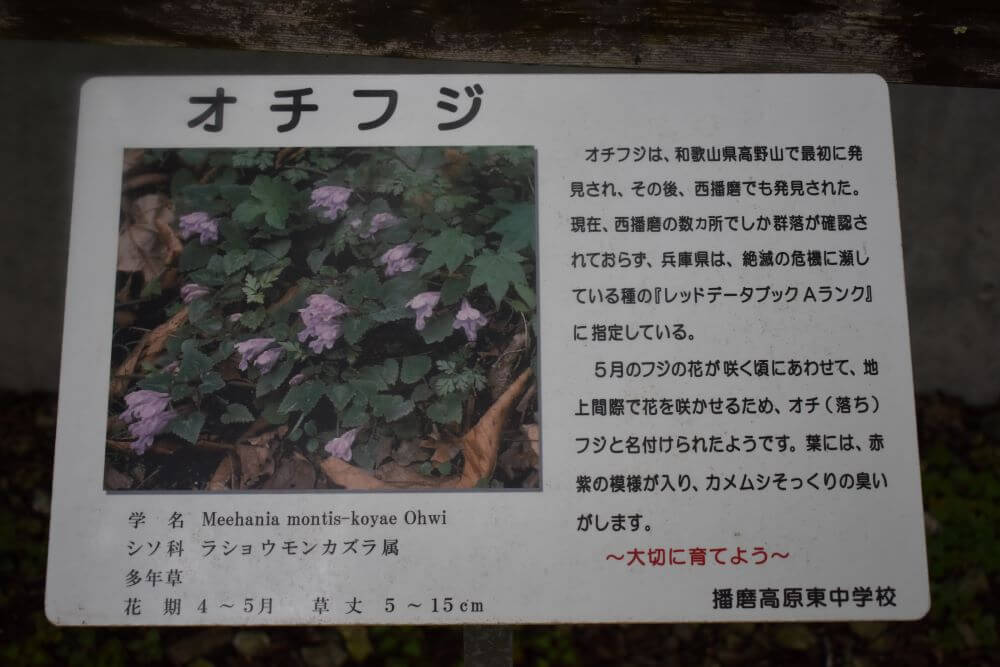 オチフジ
オチフジは、和歌山県高野山で最初に発
見され、その後、西播磨でも発見された。
現在、西播磨の数ヵ所でしか群落が確認さ
れておらず、兵庫県は、絶滅の危機に瀕し
ている種の『レッドデータブック Aランク』
に指定している。
5月のフジの花が咲く頃にあわせて、地
上間際で花を咲かせるため、オチ（落ち）
フジと名付けられたようです。葉には、赤
紫の模様が入り、カメムシそっくりの臭い
がします。
～大切に育てよう～
播磨高原東中学校
学 名 Meehania montis-koyae Ohwi
シソ科 ラショウモンカズラ属
多年草
花 期 4 ～ 5月 草 丈 5 ～ 15cm